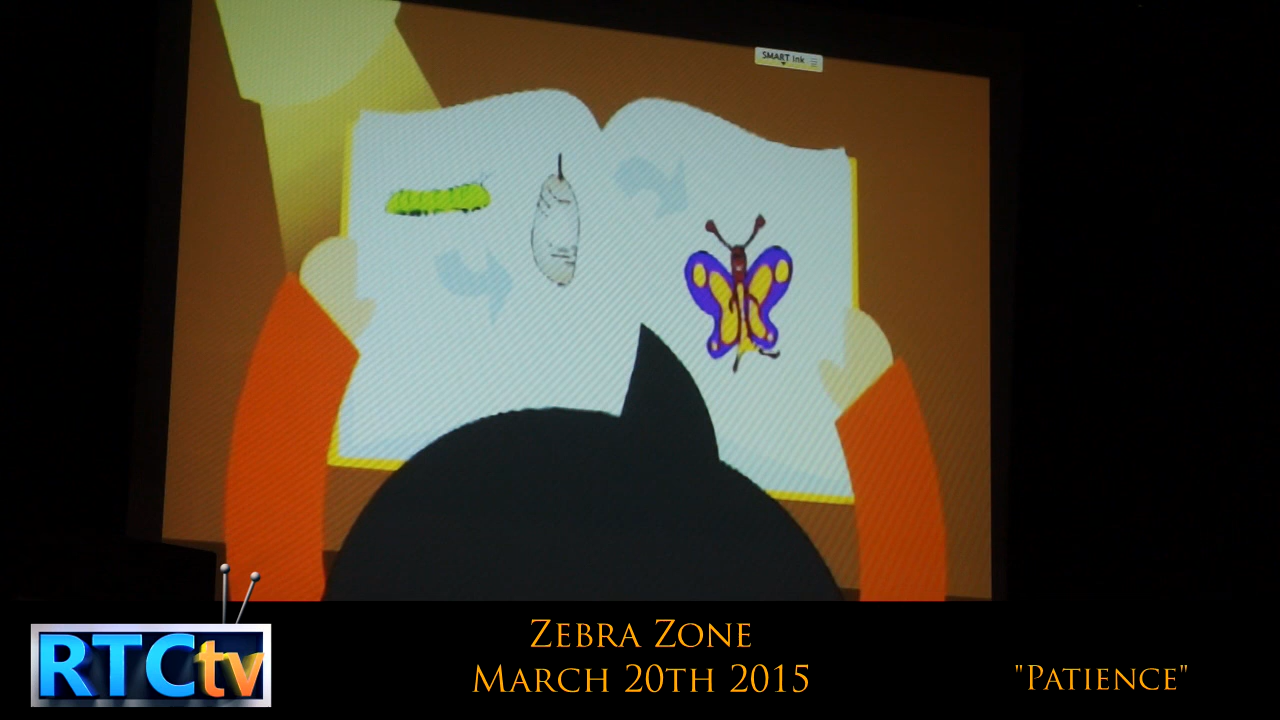 SMART Ink
RTCtv
Zebra Zone
March 20th 2015
"Patience"